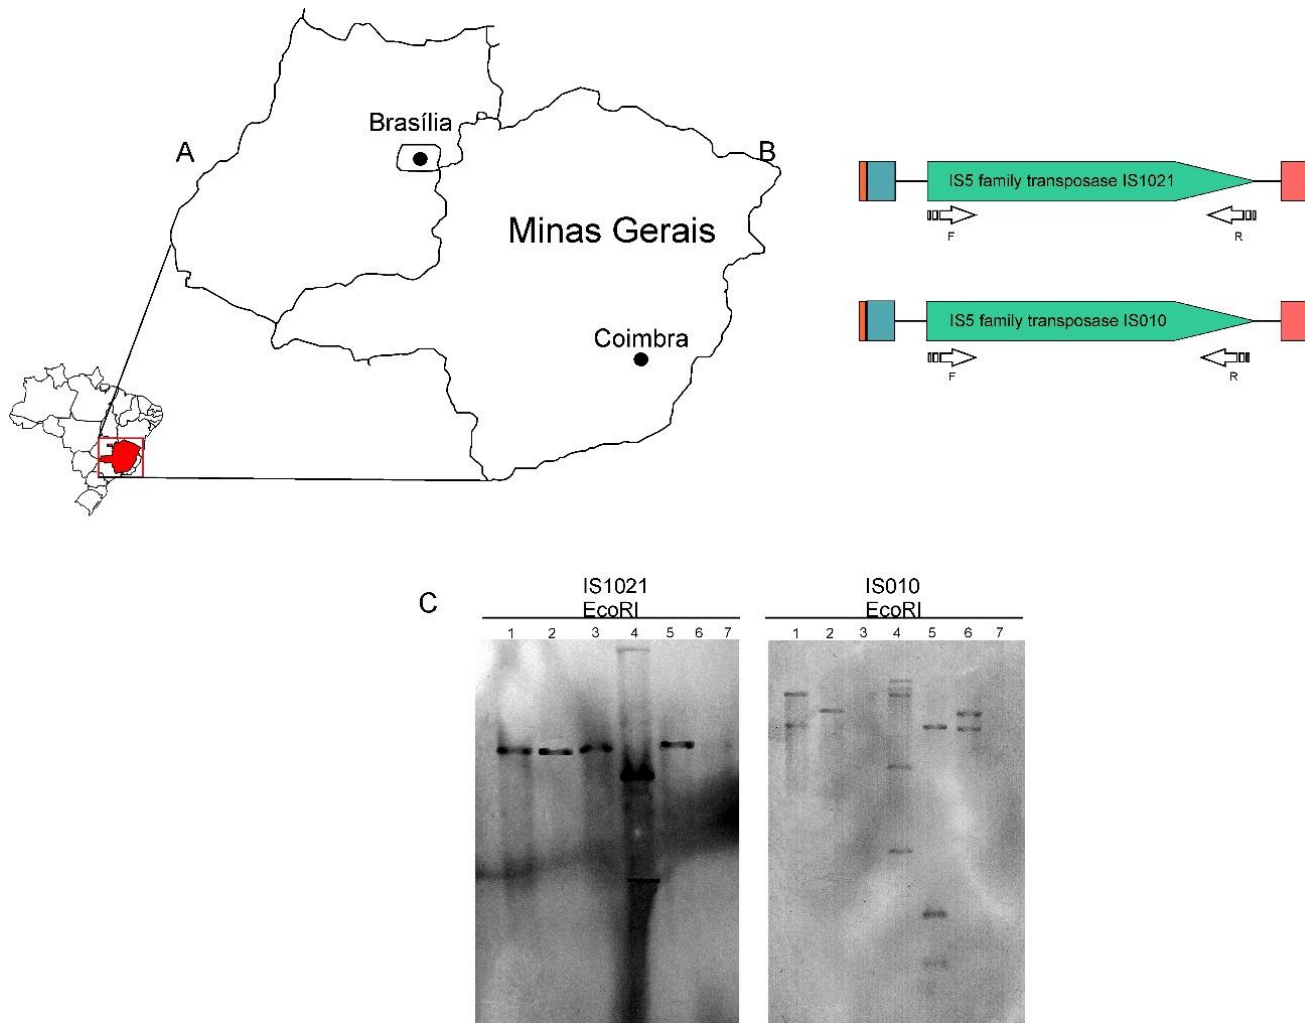 A
Brasília
B
Minas Gerais
Coimbra
IS5 family transposase IS1021
F
R
IS5 family transposase IS010
F
R
C
IS1021
EcoRI
1 2 3 4 5 6 7
IS010
EcoRI
1 2 3 4 5 6 7